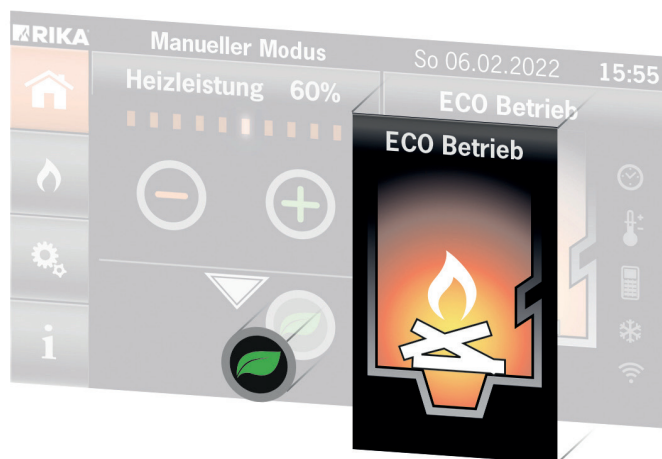 RIKA
Manueller Modus
So 06.02.2022
15:55
Heizleistung 60%
ECO Betrieb
ECO Betrieb
i